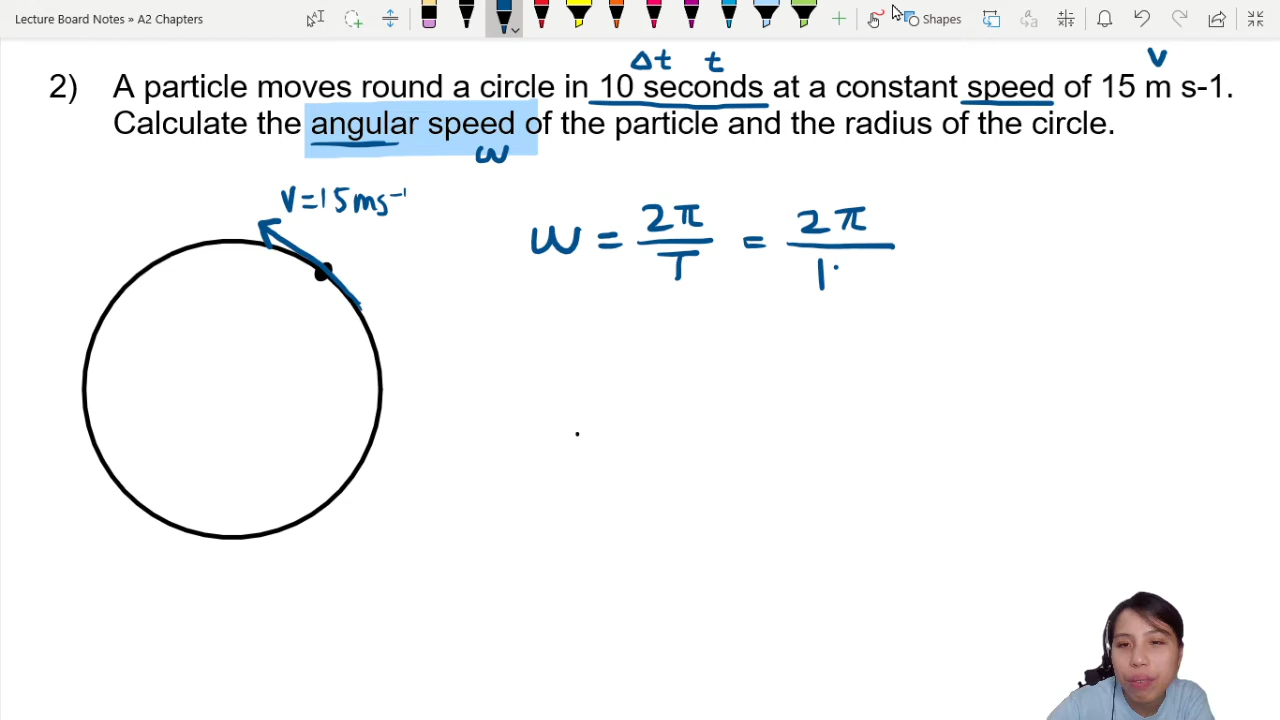 Lecture Board Notes » A2 Chapters
Shapes
Δt t v
2) A particle moves round a circle in 10 seconds at a constant speed of 15 m s-1.
Calculate the angular speed of the particle and the radius of the circle.
ω
v=15ms⁻¹
ω = 2π/T = 2π/1